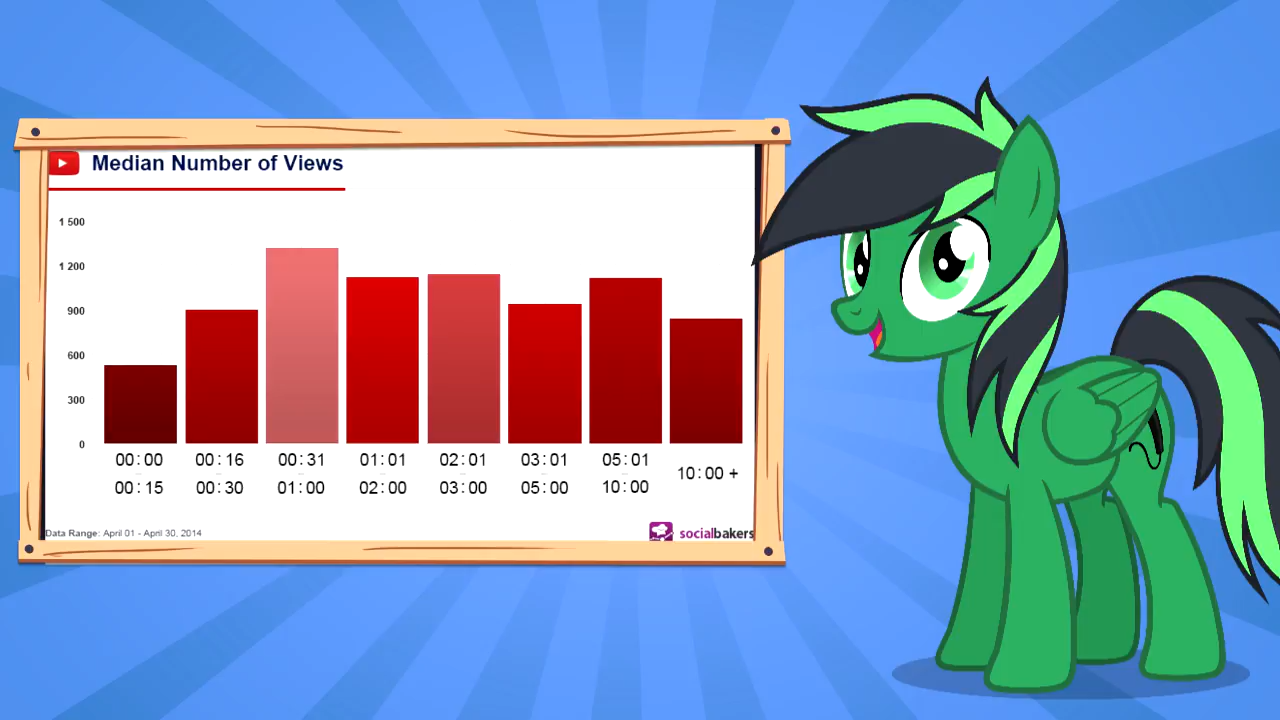 Median Number of Views
1 500
1 200
900
600
300
0
00:00 00:16 00:31 01:01 02:01 03:01 05:01
10:00 +
00:15 00:30 01:00 02:00 03:00 05:00 10:00
Data Range: April 01 - April 30, 2014
socialbakers